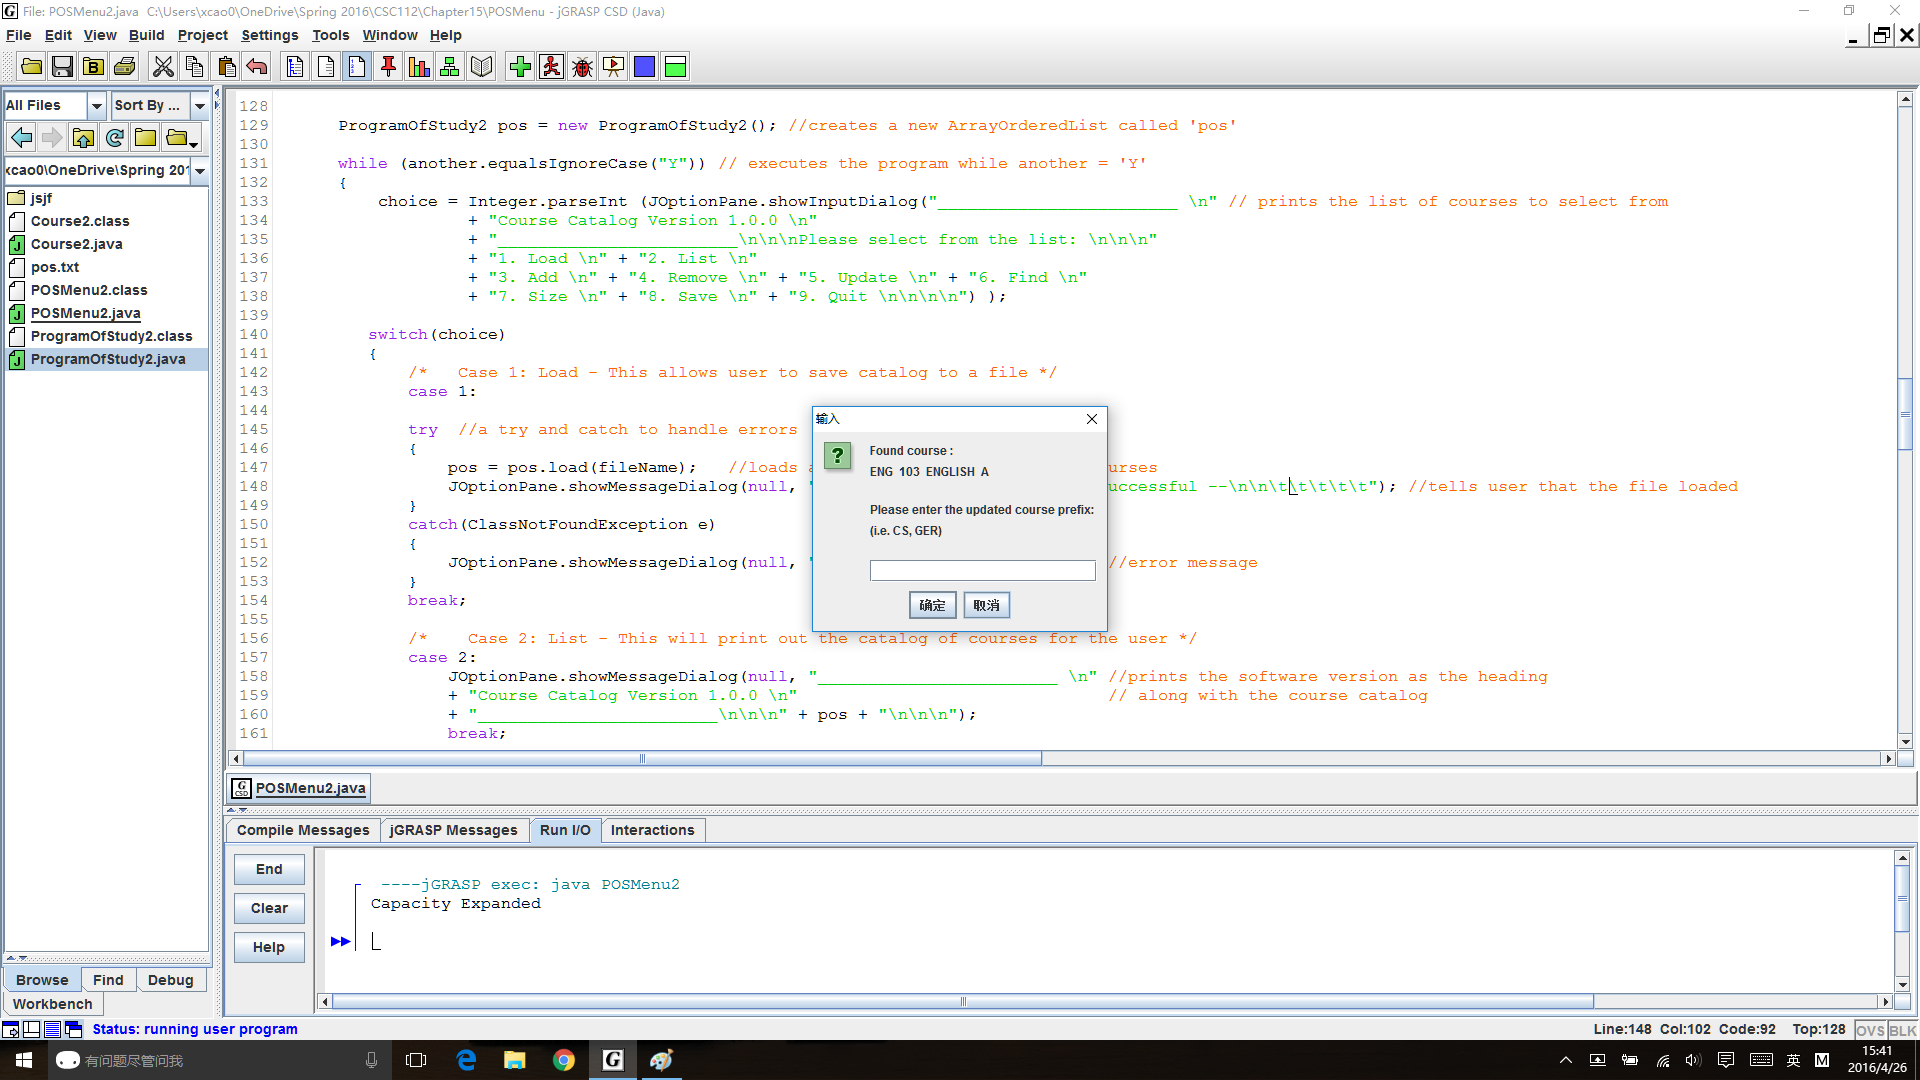 File: POSMenu2.java  C:\Users\xcao0\OneDrive\Spring 2016\CSC112\Chapter15\POSMenu - jGRASP CSD (Java)
File Edit View Build Project Settings Tools Window Help
All Files Sort By ...
xcao0\OneDrive\Spring 201
jsjf
Course2.class
Course2.java
pos.txt
POSMenu2.class
POSMenu2.java
ProgramOfStudy2.class
ProgramOfStudy2.java
Browse Find Debug
Workbench
128
129 ProgramOfStudy2 pos = new ProgramOfStudy2(); //creates a new ArrayOrderedList called 'pos'
130
131 while (another.equalsIgnoreCase("Y")) // executes the program while another = 'Y'
132 {
133 choice = Integer.parseInt (JOptionPane.showInputDialog("________________________ \n" // prints the list of courses to select from
134 + "Course Catalog Version 1.0.0 \n"
135 + "________________________\n\n\nPlease select from the list: \n\n\n"
136 + "1. Load \n" + "2. List \n"
137 + "3. Add \n" + "4. Remove \n" + "5. Update \n" + "6. Find \n"
138 + "7. Size \n" + "8. Save \n" + "9. Quit \n\n\n\n") );
139
140 switch(choice)
141 {
142 /*   Case 1: Load - This allows user to save catalog to a file */
143 case 1:
144
145 try  //a try and catch to handle errors
146 {
147 pos = pos.load(fileName);   //loads urses
148 JOptionPane.showMessageDialog(null, uccessful --\n\n\t\t\t\t\t"); //tells user that the file loaded
149 }
150 catch(ClassNotFoundException e)
151 {
152 JOptionPane.showMessageDialog(null, //error message
153 }
154 break;
155
156 /*    Case 2: List - This will print out the catalog of courses for the user */
157 case 2:
158 JOptionPane.showMessageDialog(null, "________________________ \n" //prints the software version as the heading
159 + "Course Catalog Version 1.0.0 \n" // along with the course catalog
160 + "________________________\n\n\n" + pos + "\n\n\n");
161 break;
输入
Found course :
ENG  103  ENGLISH  A
Please enter the updated course prefix:
(i.e. CS, GER)
确定 取消
POSMenu2.java
Compile Messages jGRASP Messages Run I/O Interactions
End
Clear
Help
----jGRASP exec: java POSMenu2
Capacity Expanded
Status: running user program
Line:148 Col:102 Code:92 Top:128 OVS BLK
有问题尽管问我
英 M
15:41
2016/4/26